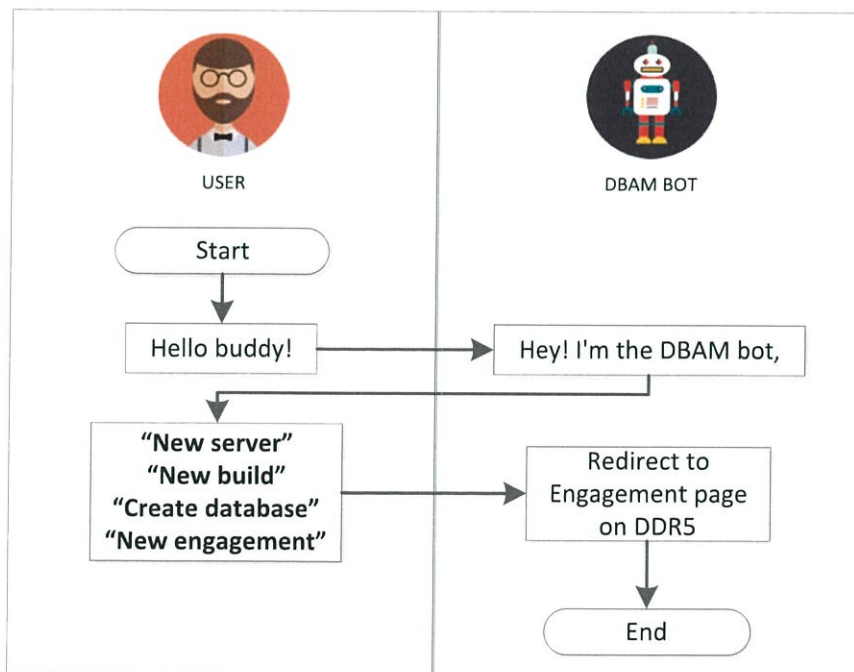 USER
DBAM BOT
Start
Hello buddy!
Hey! I'm the DBAM bot,
“New server”
“New build”
“Create database”
“New engagement”
Redirect to
Engagement page
on DDR5
End